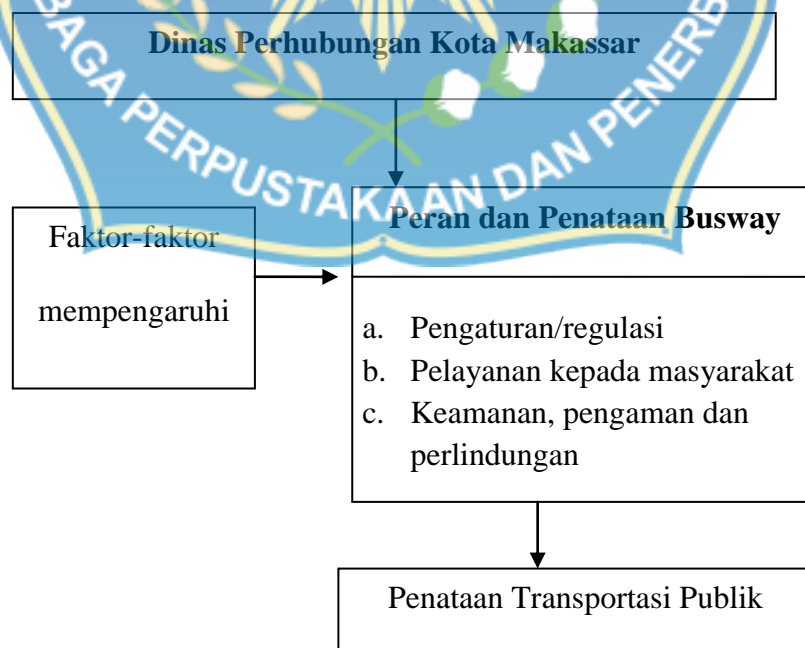 Dinas Perhubungan Kota Makassar
BAGA PERPUSTAKAAN DAN PENERB
Peran dan Penataan Busway
Faktor-faktor
mempengaruhi
a. Pengaturan/regulasi
b. Pelayanan kepada masyarakat
c. Keamanan, pengaman dan
perlindungan
Penataan Transportasi Publik